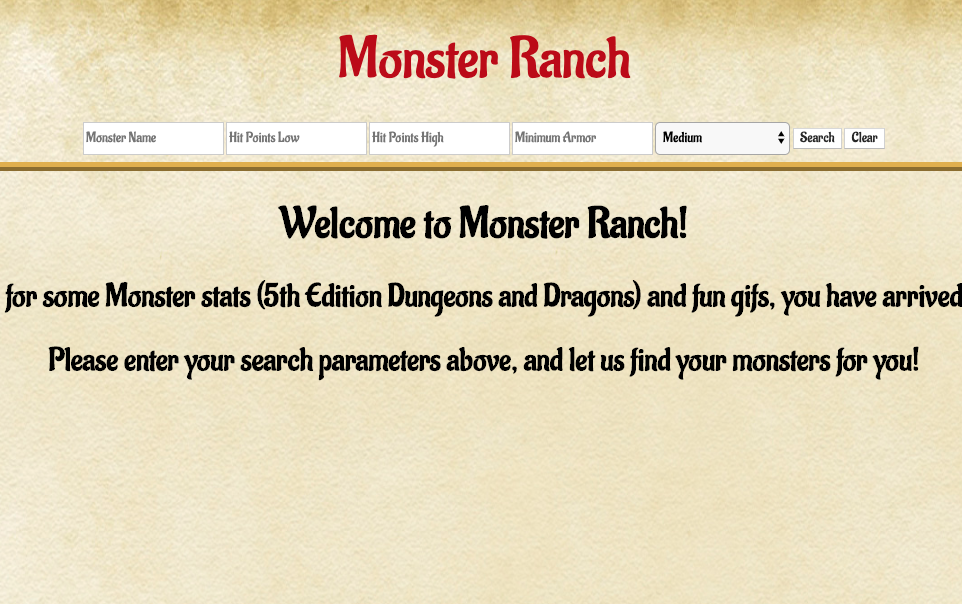 Monster Ranch
Monster Name Hit Points Low Hit Points High Minimum Armor Medium Search Clear
Welcome to Monster Ranch!
for some Monster stats (5th Edition Dungeons and Dragons) and fun gifs, you have arrived
Please enter your search parameters above, and let us find your monsters for you!